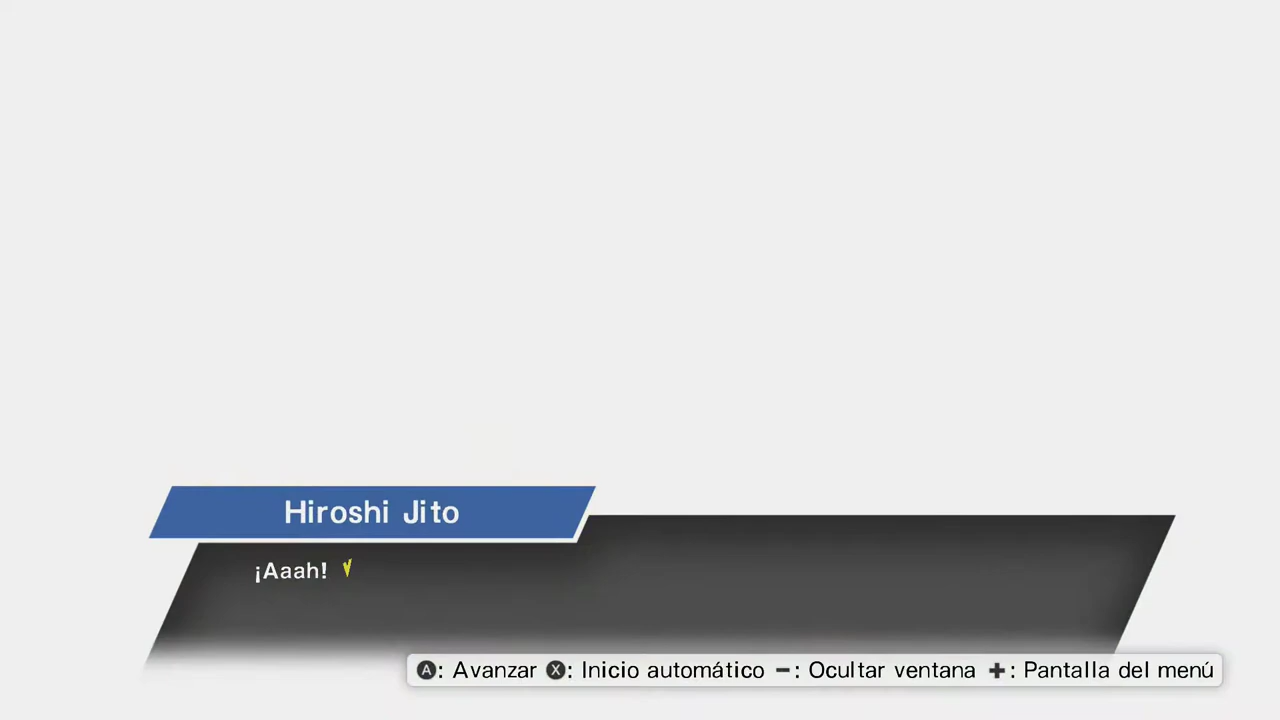 Hiroshi Jito
¡Aaah!
A: Avanzar X: Inicio automático −: Ocultar ventana +: Pantalla del menú